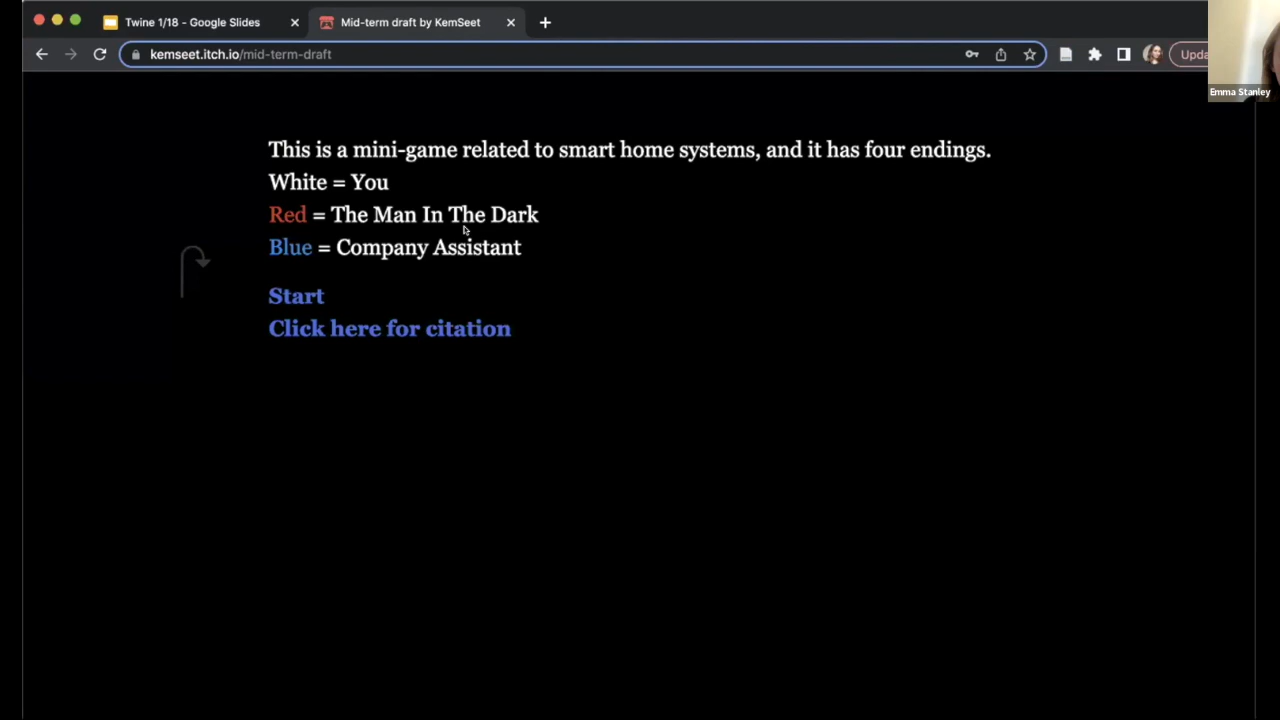 Twine 1/18 - Google Slides
Mid-term draft by KemSeet
kemseet.itch.io/mid-term-draft
Emma Stanley
This is a mini-game related to smart home systems, and it has four endings.
White = You
Red = The Man In The Dark
Blue = Company Assistant
Start
Click here for citation